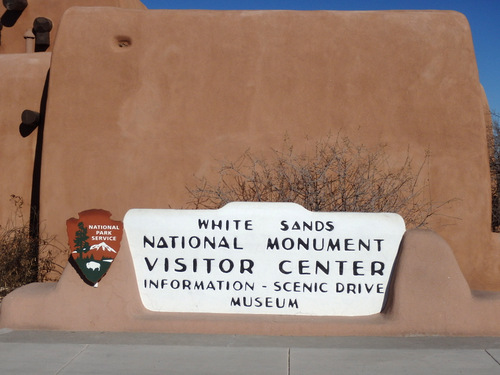 NATIONAL
PARK
SERVICE
WHITE SANDS
NATIONAL MONUMENT
VISITOR CENTER
INFORMATION - SCENIC DRIVE
MUSEUM